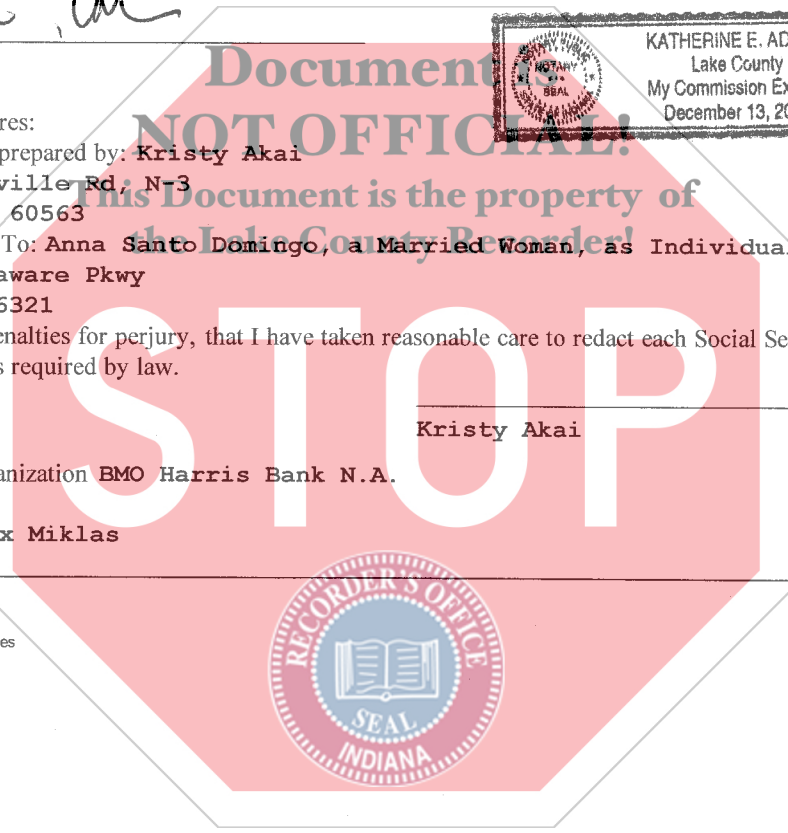 KATHERINE E. AD
Lake County
My Commission Ex
December 13, 20
NOTARY PUBLIC
NOTARY
SEAL
Document is
NOT OFFICIAL!
This Document is the property of
the Lake County Recorder!
res:
prepared by: Kristy Akai
ville Rd, N-3
60563
To: Anna Santo Domingo, a Married Woman, as Individual
aware Pkwy
6321
enalties for perjury, that I have taken reasonable care to redact each Social Se
s required by law.
STOP
Kristy Akai
anization BMO Harris Bank N.A.
x Miklas
RECORDER'S OFFICE
SEAL
INDIANA
es